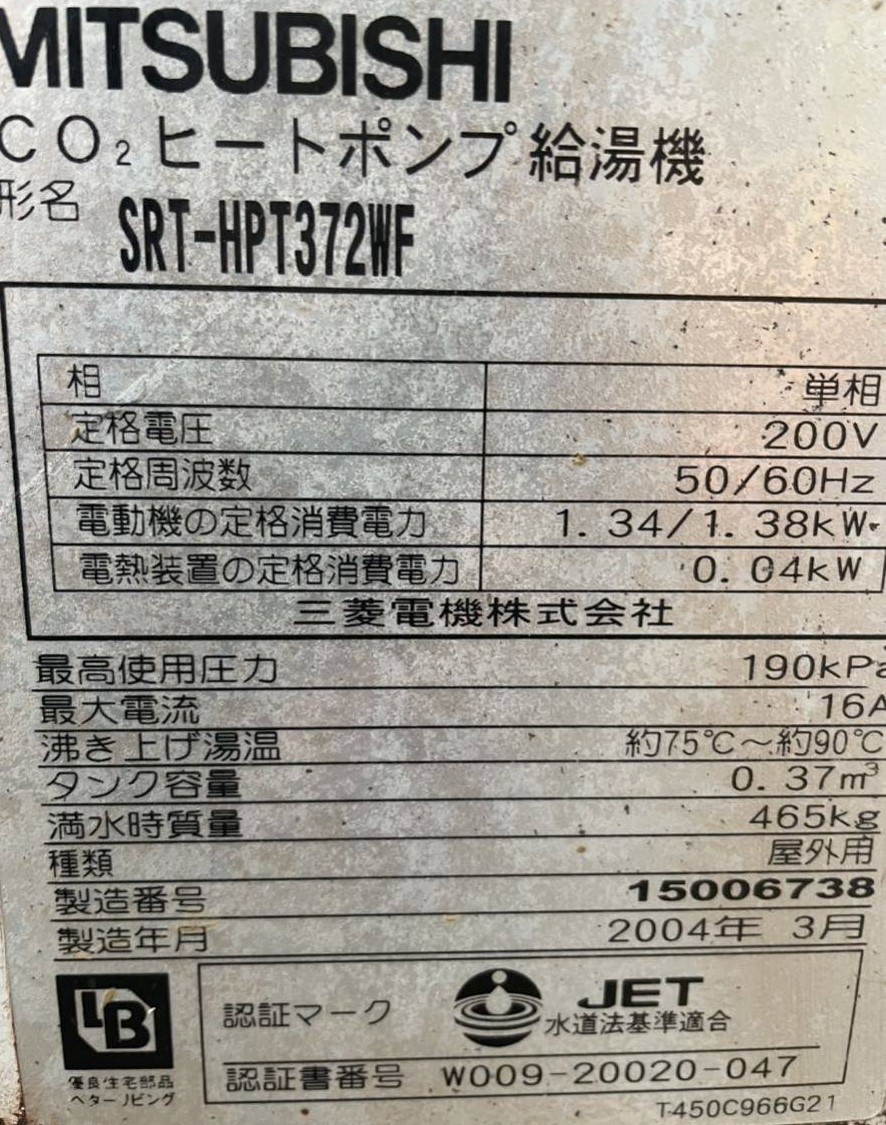 MITSUBISHI
CO₂ヒートポンプ給湯機
形名 SRT-HPT372WF
相 単相
定格電圧 200V
定格周波数 50/60Hz
電動機の定格消費電力 1.34/1.38kW
電熱装置の定格消費電力 0.04kW
三菱電機株式会社
最高使用圧力 190kPa
最大電流 16A
沸き上げ湯温 約75℃～約90℃
タンク容量 0.37m³
満水時質量 465kg
種類 屋外用
製造番号 15006738
製造年月 2004年 3月
LB
優良住宅部品
ベターリビング
認証マーク JET
水道法基準適合
認証書番号 W009-20020-047
T450C966G21